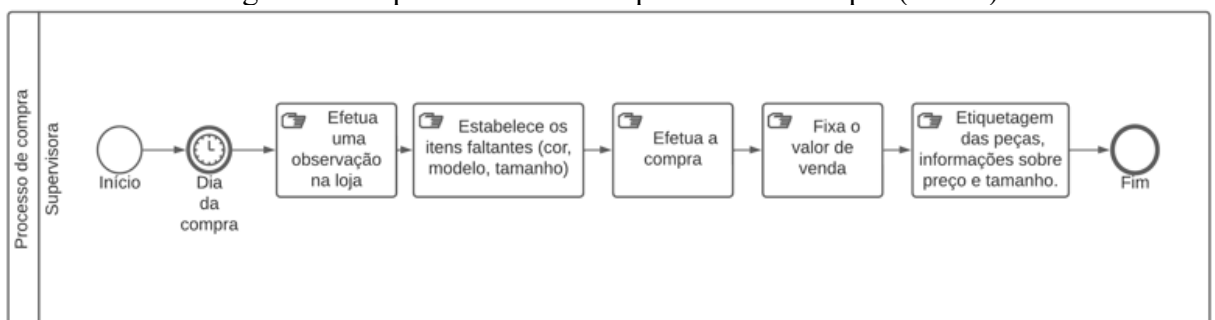 Processo de compra
Supervisora
Início
Dia
da
compra
Efetua
uma
observação
na loja
Estabelece os
itens faltantes (cor,
modelo, tamanho)
Efetua a
compra
Fixa o
valor de
venda
Etiquetagem
das peças,
informações sobre
preço e tamanho.
Fim